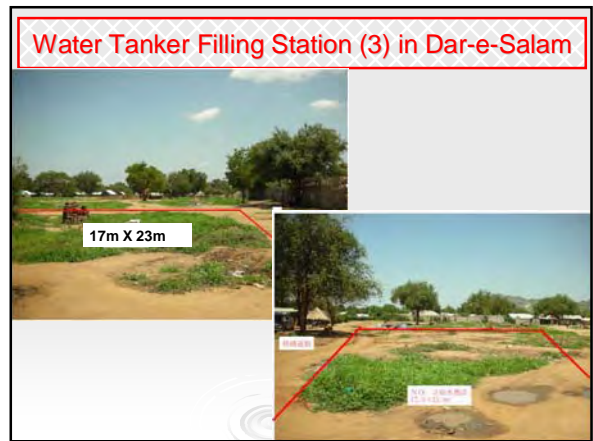 Water Tanker Filling Station (3) in Dar-e-Salam
17m X 23m